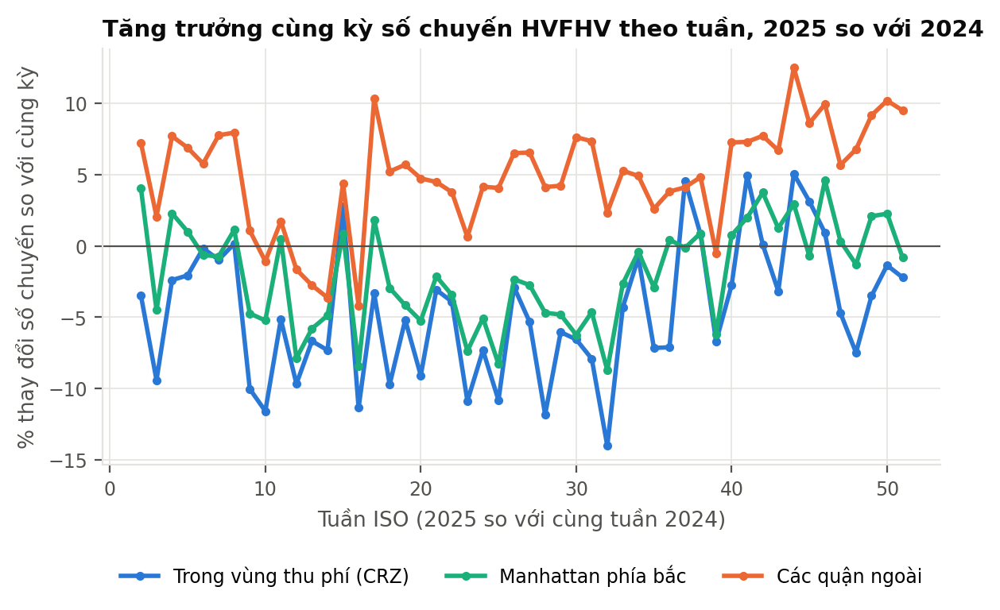 Tăng trưởng cùng kỳ số chuyến HVFHV theo tuần, 2025 so với 2024
% thay đổi số chuyến so với cùng kỳ
10
5
0
−5
−10
−15
0 10 20 30 40 50
Tuần ISO (2025 so với cùng tuần 2024)
Trong vùng thu phí (CRZ) Manhattan phía bắc Các quận ngoài